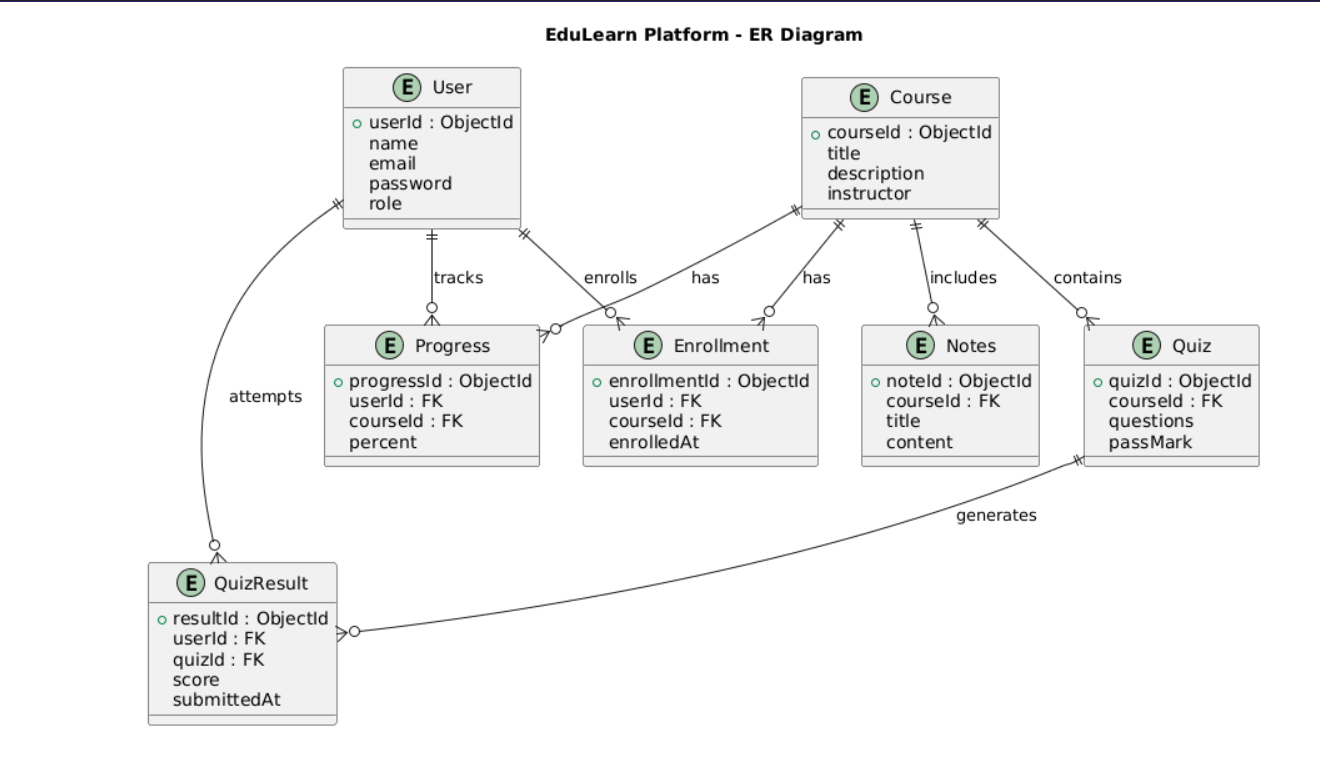 EduLearn Platform - ER Diagram
E User
userId : ObjectId
name
email
password
role
E Course
courseId : ObjectId
title
description
instructor
tracks
enrolls
has
has
includes
contains
E Progress
progressId : ObjectId
userId : FK
courseId : FK
percent
E Enrollment
enrollmentId : ObjectId
userId : FK
courseId : FK
enrolledAt
E Notes
noteId : ObjectId
courseId : FK
title
content
E Quiz
quizId : ObjectId
courseId : FK
questions
passMark
attempts
generates
E QuizResult
resultId : ObjectId
userId : FK
quizId : FK
score
submittedAt